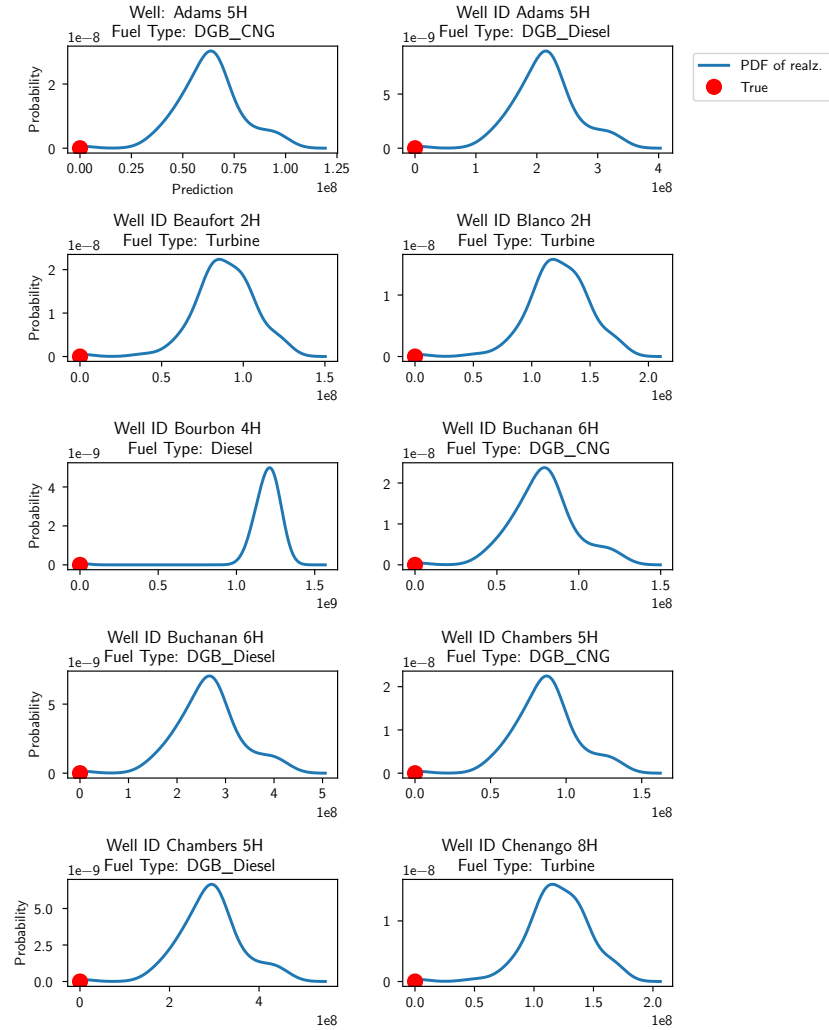 Well: Adams 5H
Fuel Type: DGB_CNG
1e−8
2
0
Probability
0.00 0.25 0.50 0.75 1.00 1.25
Prediction
1e8
Well ID Adams 5H
Fuel Type: DGB_Diesel
1e−9
5
0
0 1 2 3 4
1e8
PDF of realz.
True
Well ID Beaufort 2H
Fuel Type: Turbine
1e−8
2
1
0
Probability
0.0 0.5 1.0 1.5
1e8
Well ID Blanco 2H
Fuel Type: Turbine
1e−8
1
0
0.0 0.5 1.0 1.5 2.0
1e8
Well ID Bourbon 4H
Fuel Type: Diesel
1e−9
4
2
0
Probability
0.0 0.5 1.0 1.5
1e9
Well ID Buchanan 6H
Fuel Type: DGB_CNG
1e−8
2
1
0
0.0 0.5 1.0 1.5
1e8
Well ID Buchanan 6H
Fuel Type: DGB_Diesel
1e−9
5
0
Probability
0 1 2 3 4 5
1e8
Well ID Chambers 5H
Fuel Type: DGB_CNG
1e−8
2
1
0
0.0 0.5 1.0 1.5
1e8
Well ID Chambers 5H
Fuel Type: DGB_Diesel
1e−9
5.0
2.5
0.0
Probability
0 2 4
1e8
Well ID Chenango 8H
Fuel Type: Turbine
1e−8
1
0
0.0 0.5 1.0 1.5 2.0
1e8